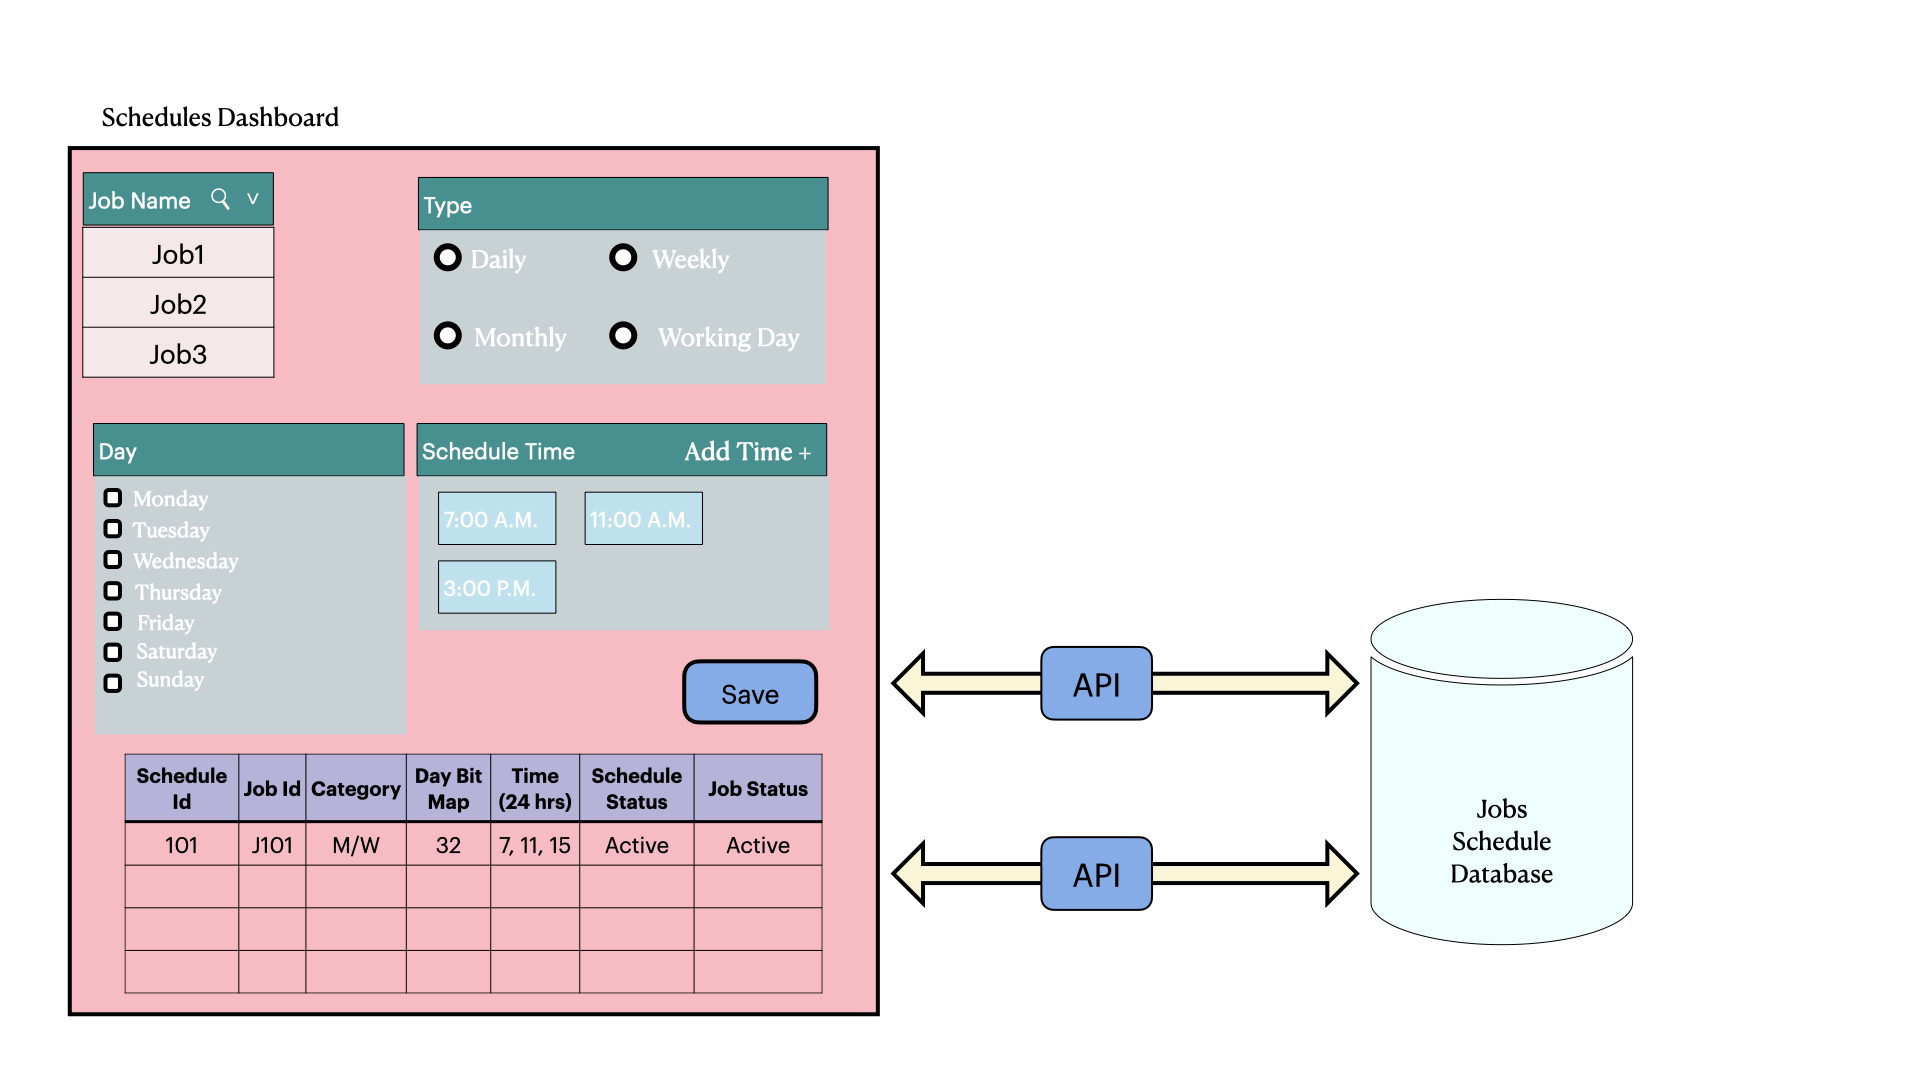 Schedules Dashboard
Job Name v
Job1
Job2
Job3
Type
Daily Weekly
Monthly Working Day
Day
Monday
Tuesday
Wednesday
Thursday
Friday
Saturday
Sunday
Schedule Time Add Time +
7:00 A.M. 11:00 A.M.
3:00 P.M.
Save
Schedule Id Job Id Category Day Bit Map Time (24 hrs) Schedule Status Job Status
101 J101 M/W 32 7, 11, 15 Active Active
API
API
Jobs
Schedule
Database